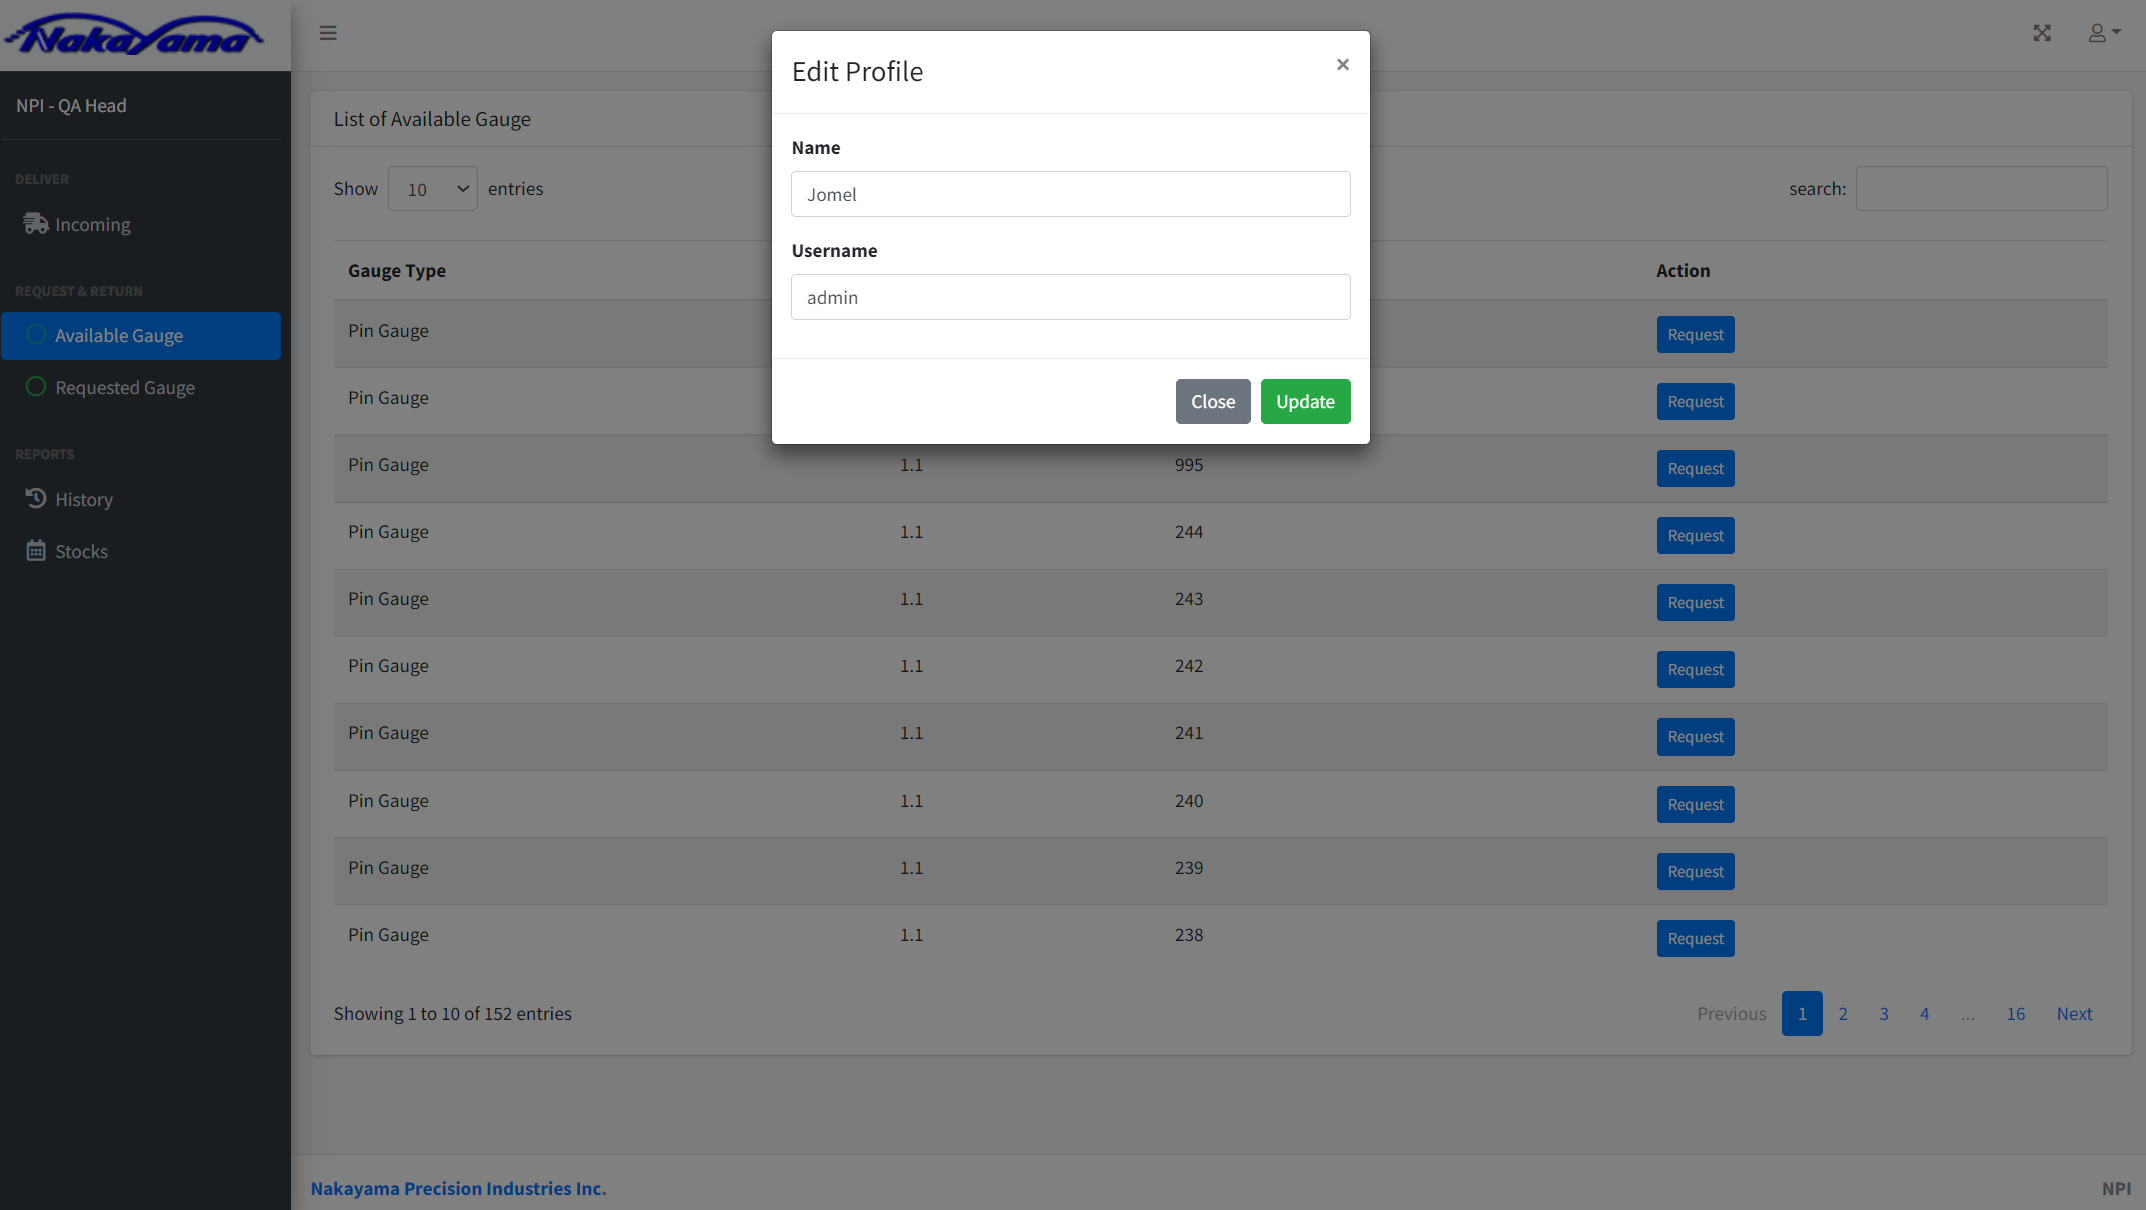 Nakayama
NPI - QA Head
DELIVER
Incoming
REQUEST & RETURN
Available Gauge
Requested Gauge
REPORTS
History
Stocks
List of Available Gauge
Show 10 entries
search:
Gauge Type Action
Pin Gauge Request
Pin Gauge Request
Pin Gauge 1.1 995 Request
Pin Gauge 1.1 244 Request
Pin Gauge 1.1 243 Request
Pin Gauge 1.1 242 Request
Pin Gauge 1.1 241 Request
Pin Gauge 1.1 240 Request
Pin Gauge 1.1 239 Request
Pin Gauge 1.1 238 Request
Showing 1 to 10 of 152 entries
Previous 1 2 3 4 ... 16 Next
Edit Profile ×
Name
Jomel
Username
admin
Close Update
Nakayama Precision Industries Inc. NPI